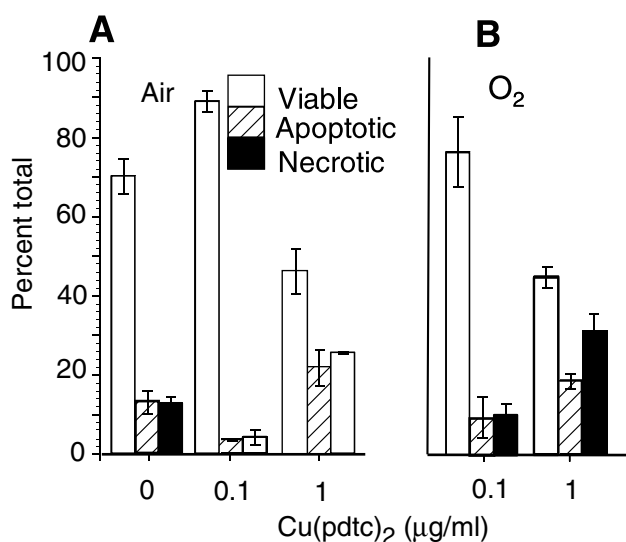 A
B
100
80
60
40
20
0
Percent total
Air
Viable
Apoptotic
Necrotic
O₂
0
0.1
1
0.1
1
Cu(pdtc)₂ (μg/ml)